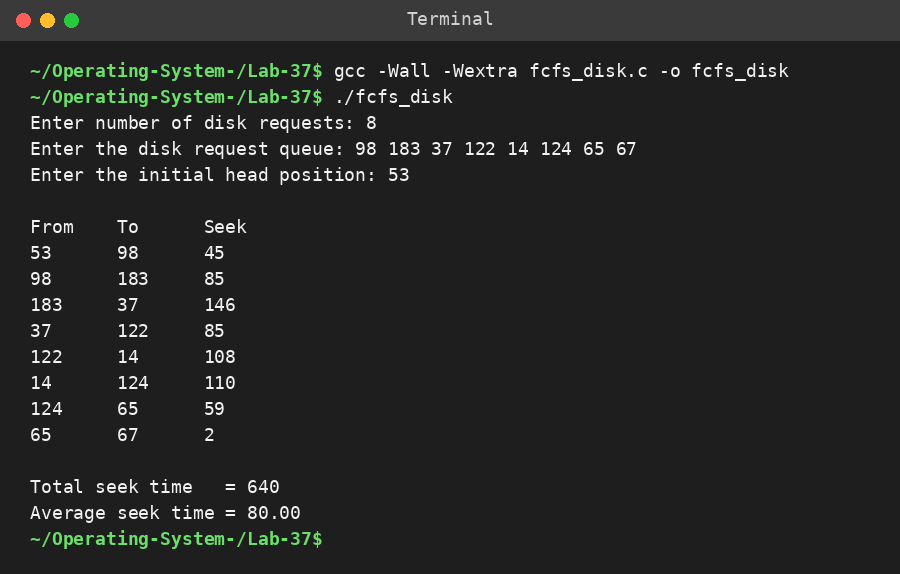 Terminal
~/Operating-System-/Lab-37$ gcc -Wall -Wextra fcfs_disk.c -o fcfs_disk
~/Operating-System-/Lab-37$ ./fcfs_disk
Enter number of disk requests: 8
Enter the disk request queue: 98 183 37 122 14 124 65 67
Enter the initial head position: 53
From    To      Seek
53      98      45
98      183     85
183     37      146
37      122     85
122     14      108
14      124     110
124     65      59
65      67      2
Total seek time   = 640
Average seek time = 80.00
~/Operating-System-/Lab-37$